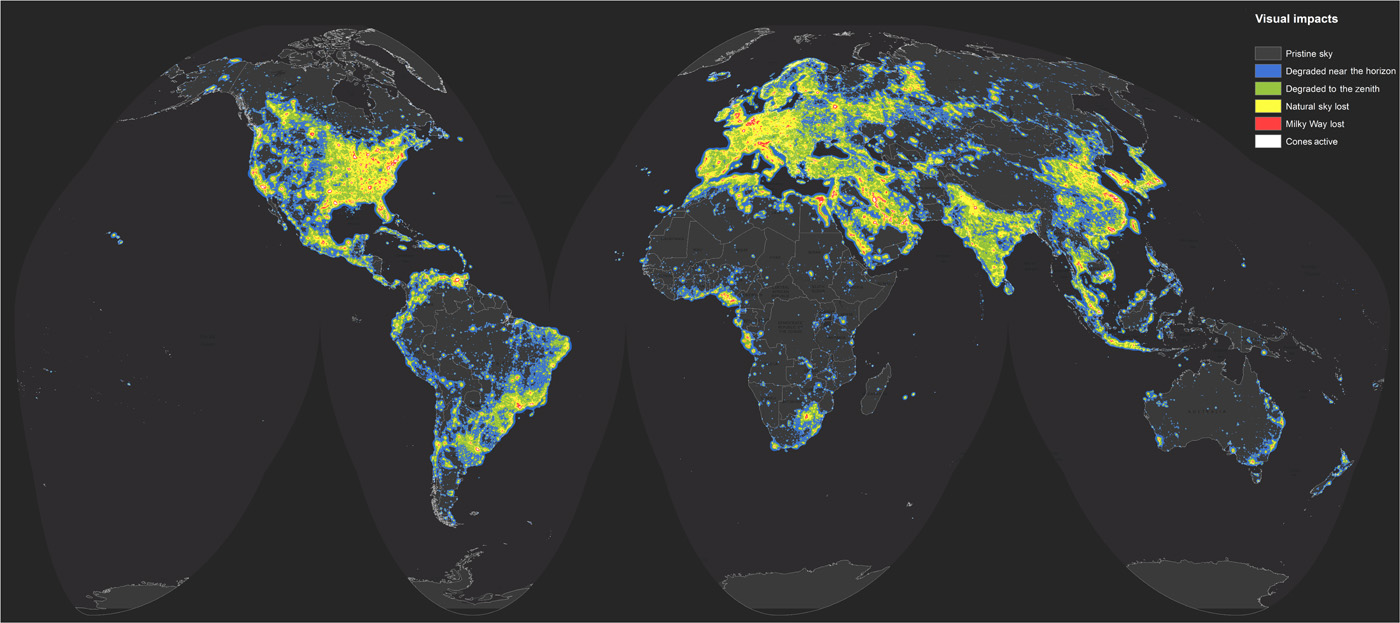 Visual impacts
Pristine sky
Degraded near the horizon
Degraded to the zenith
Natural sky lost
Milky Way lost
Cones active